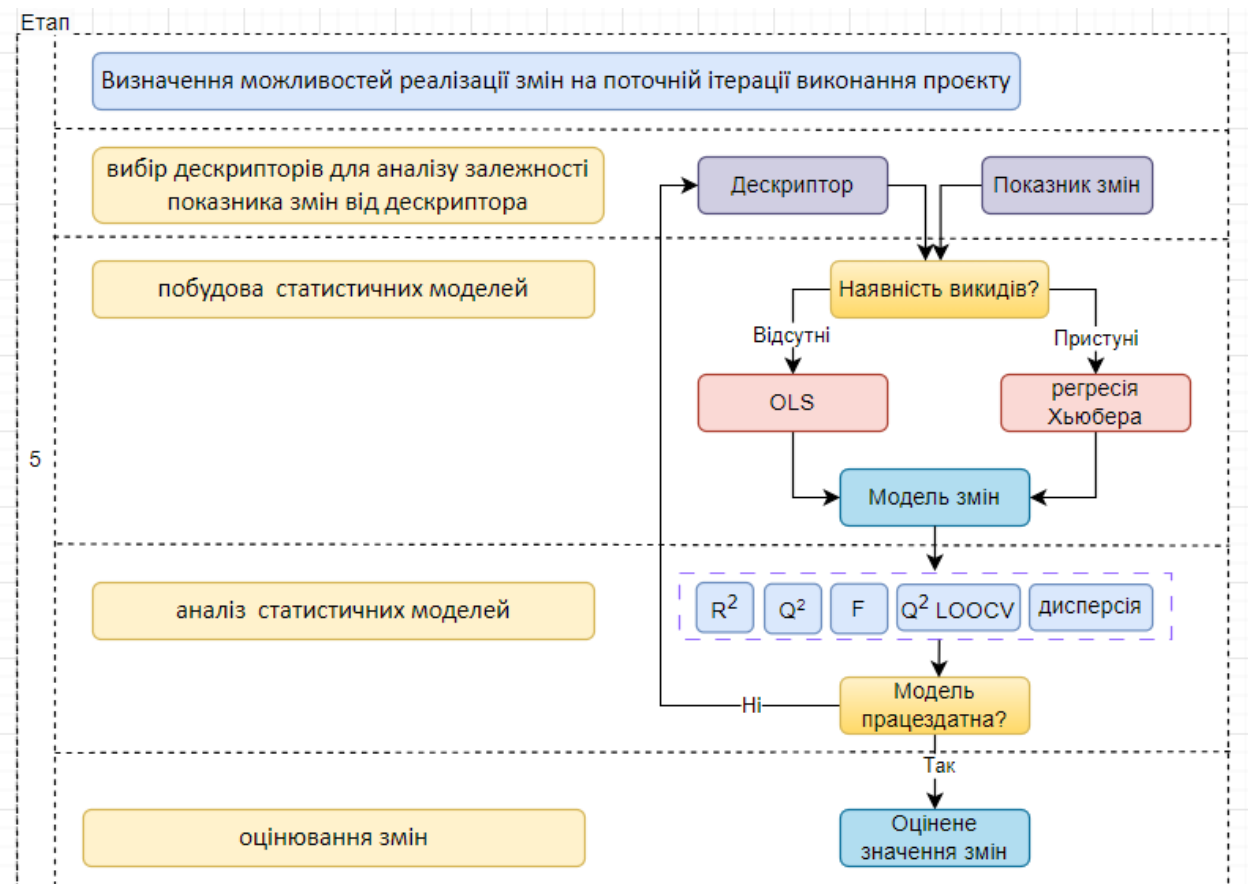 Етап
Визначення можливостей реалізації змін на поточній ітерації виконання проєкту
вибір дескрипторів для аналізу залежності
показника змін від дескриптора
Дескриптор
Показник змін
побудова статистичних моделей
Наявність викидів?
Відсутні
Пристуні
OLS
регресія
Хьюбера
5
Модель змін
аналіз статистичних моделей
R²
Q²
F
Q² LOOCV
дисперсія
Модель
працездатна?
Ні
Так
оцінювання змін
Оцінене
значення змін